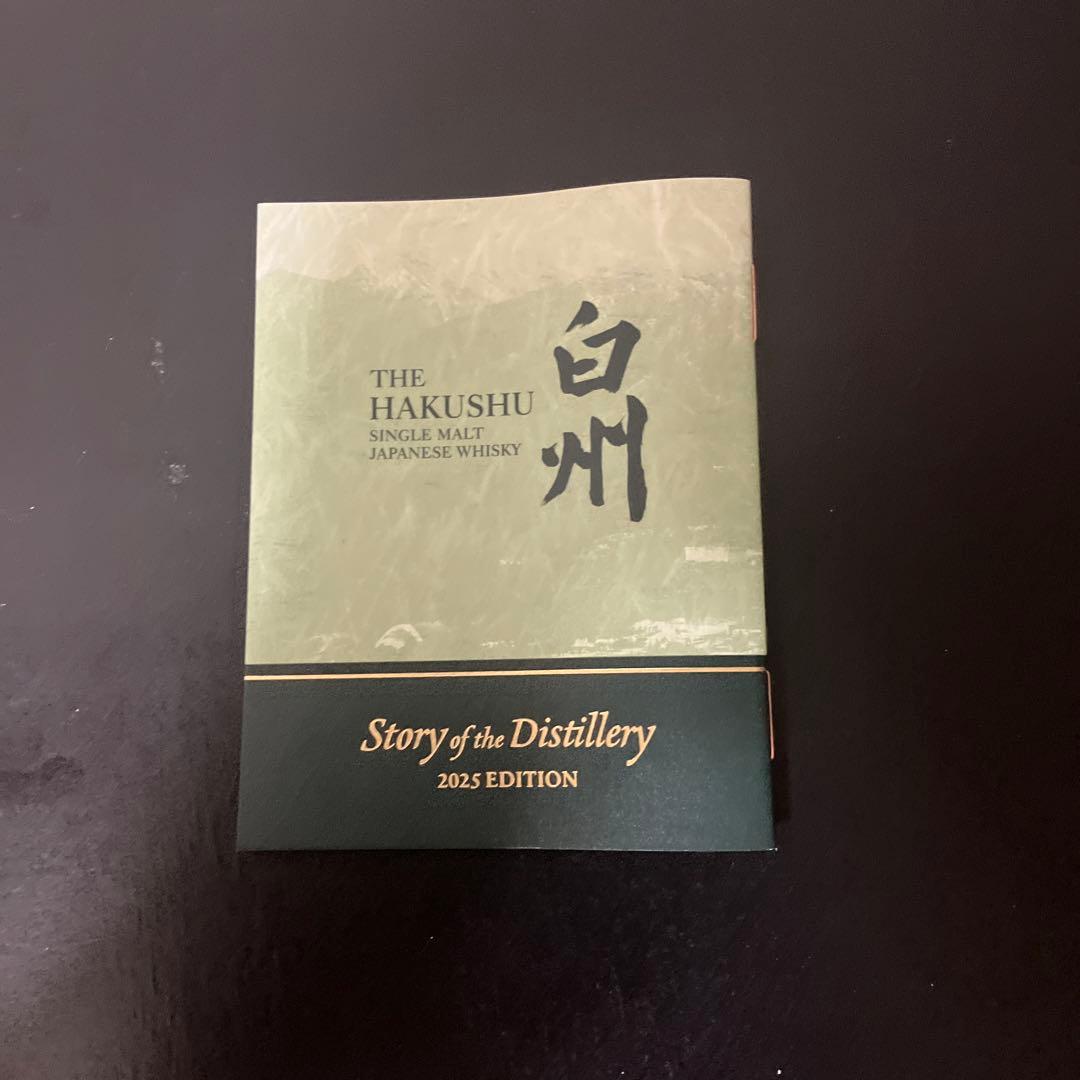 THE
HAKUSHU
SINGLE MALT
JAPANESE WHISKY
白州
Story of the Distillery
2025 EDITION